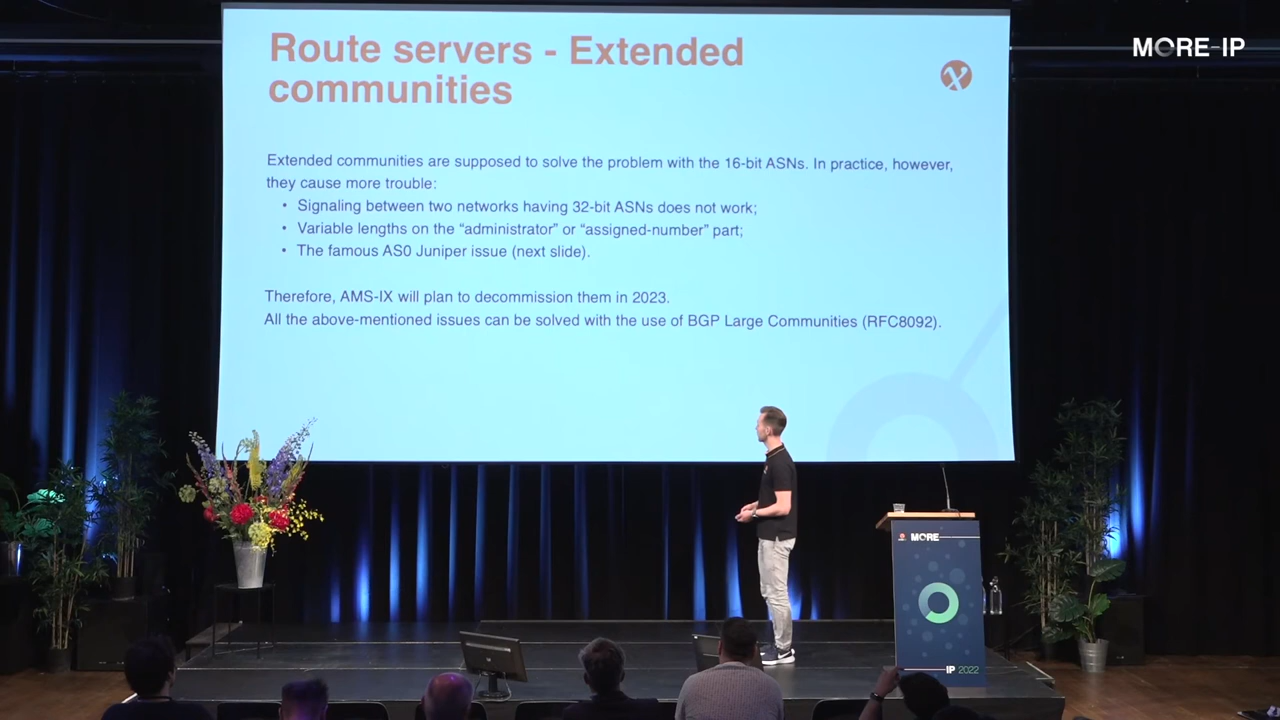 Route servers - Extended
communities
MORE-IP
Extended communities are supposed to solve the problem with the 16-bit ASNs. In practice, however,
they cause more trouble:
• Signaling between two networks having 32-bit ASNs does not work;
• Variable lengths on the “administrator” or “assigned-number” part;
• The famous AS0 Juniper issue (next slide).
Therefore, AMS-IX will plan to decommission them in 2023.
All the above-mentioned issues can be solved with the use of BGP Large Communities (RFC8092).
MORE
IP 2022